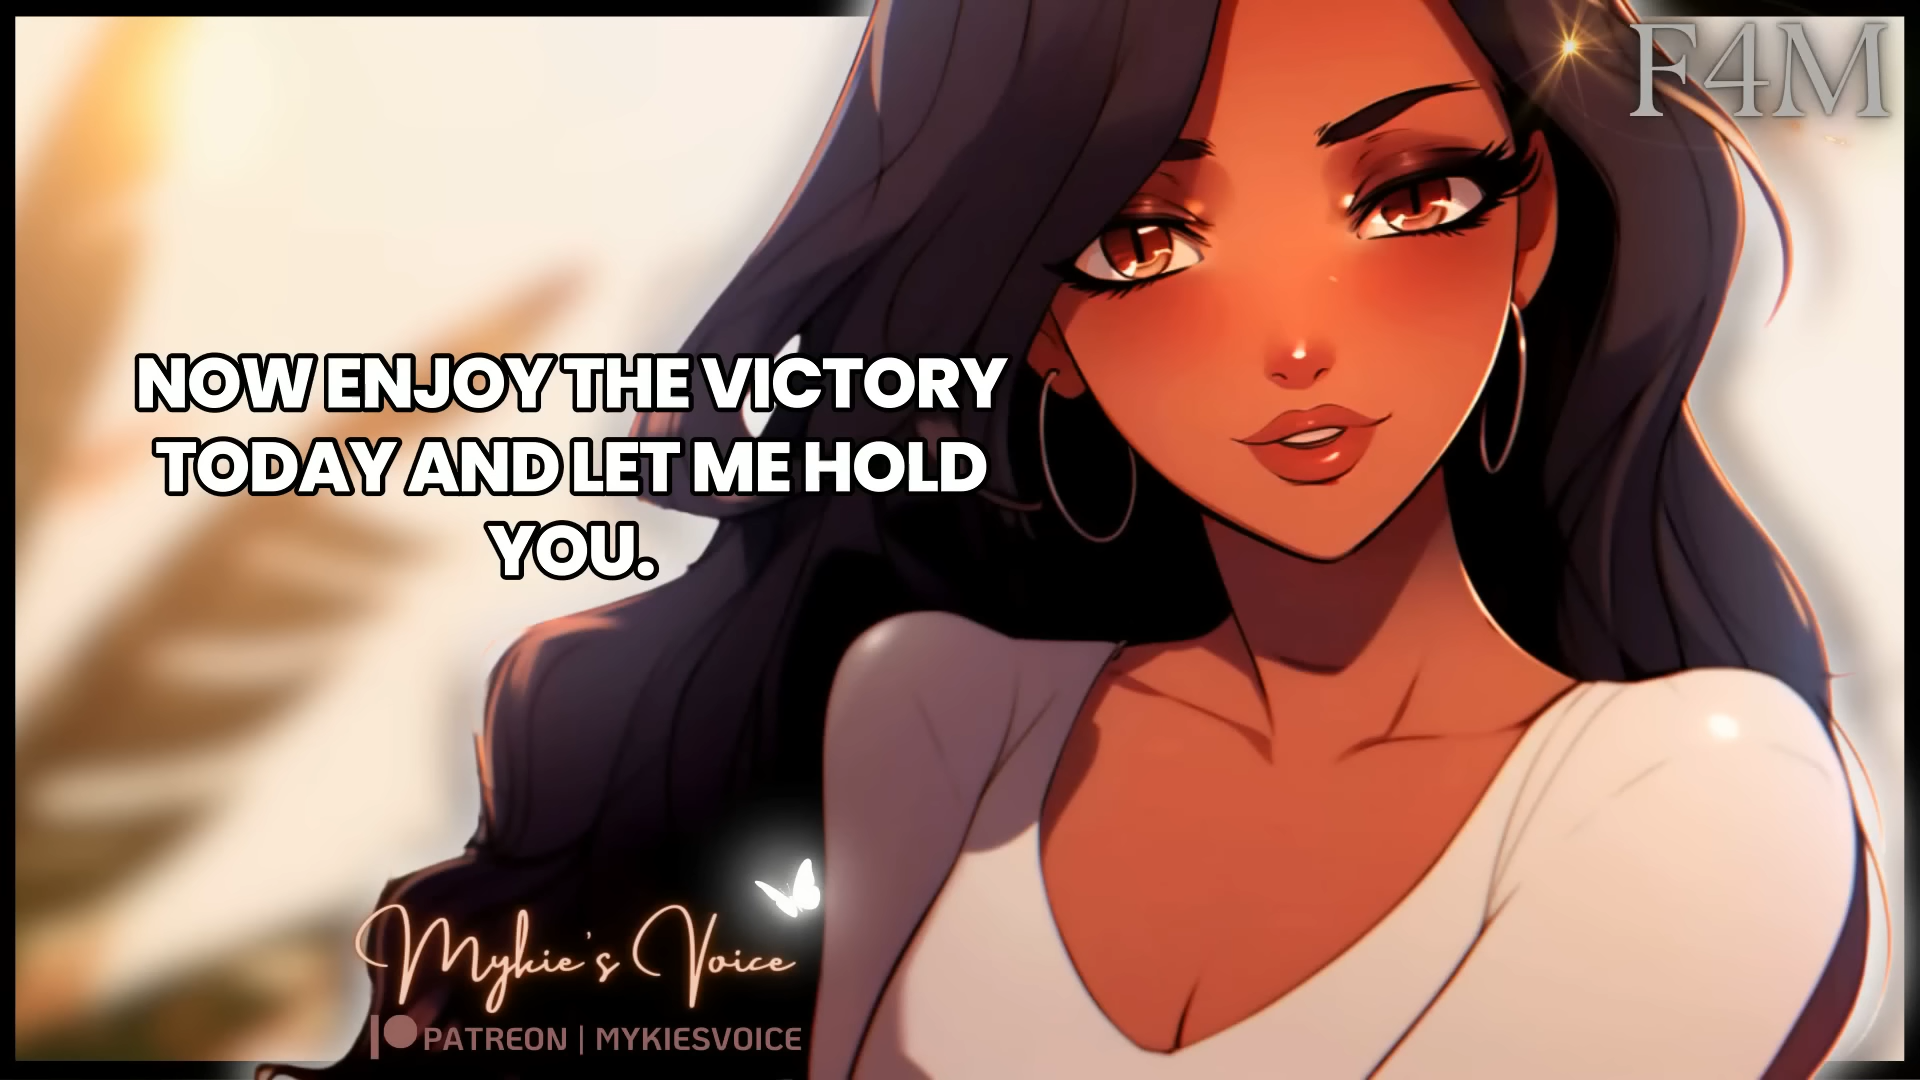 F4M
NOW ENJOY THE VICTORY
TODAY AND LET ME HOLD
YOU.
Mykie's Voice
PATREON | MYKIESVOICE